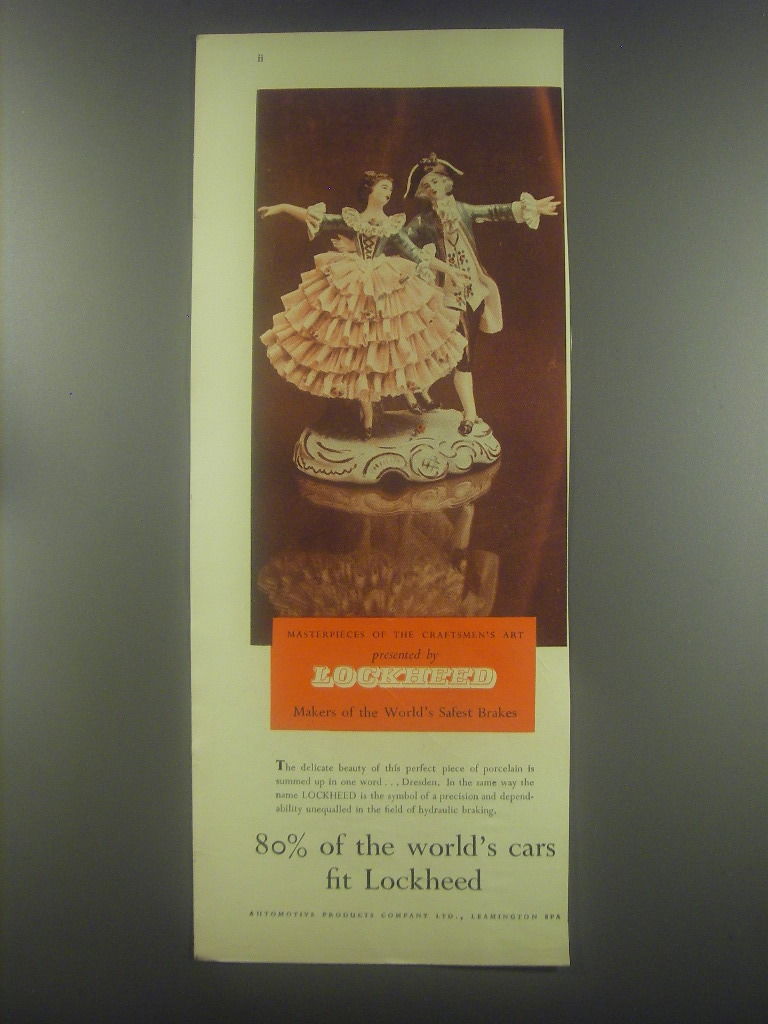 ii
MASTERPIECES OF THE CRAFTSMEN'S ART
presented by
LOCKHEED
Makers of the World's Safest Brakes
The delicate beauty of this perfect piece of porcelain is
summed up in one word . . . Dresden. In the same way the
name LOCKHEED is the symbol of a precision and depend-
ability unequalled in the field of hydraulic braking.
80% of the world's cars
fit Lockheed
AUTOMOTIVE PRODUCTS COMPANY LTD., LEAMINGTON SPA